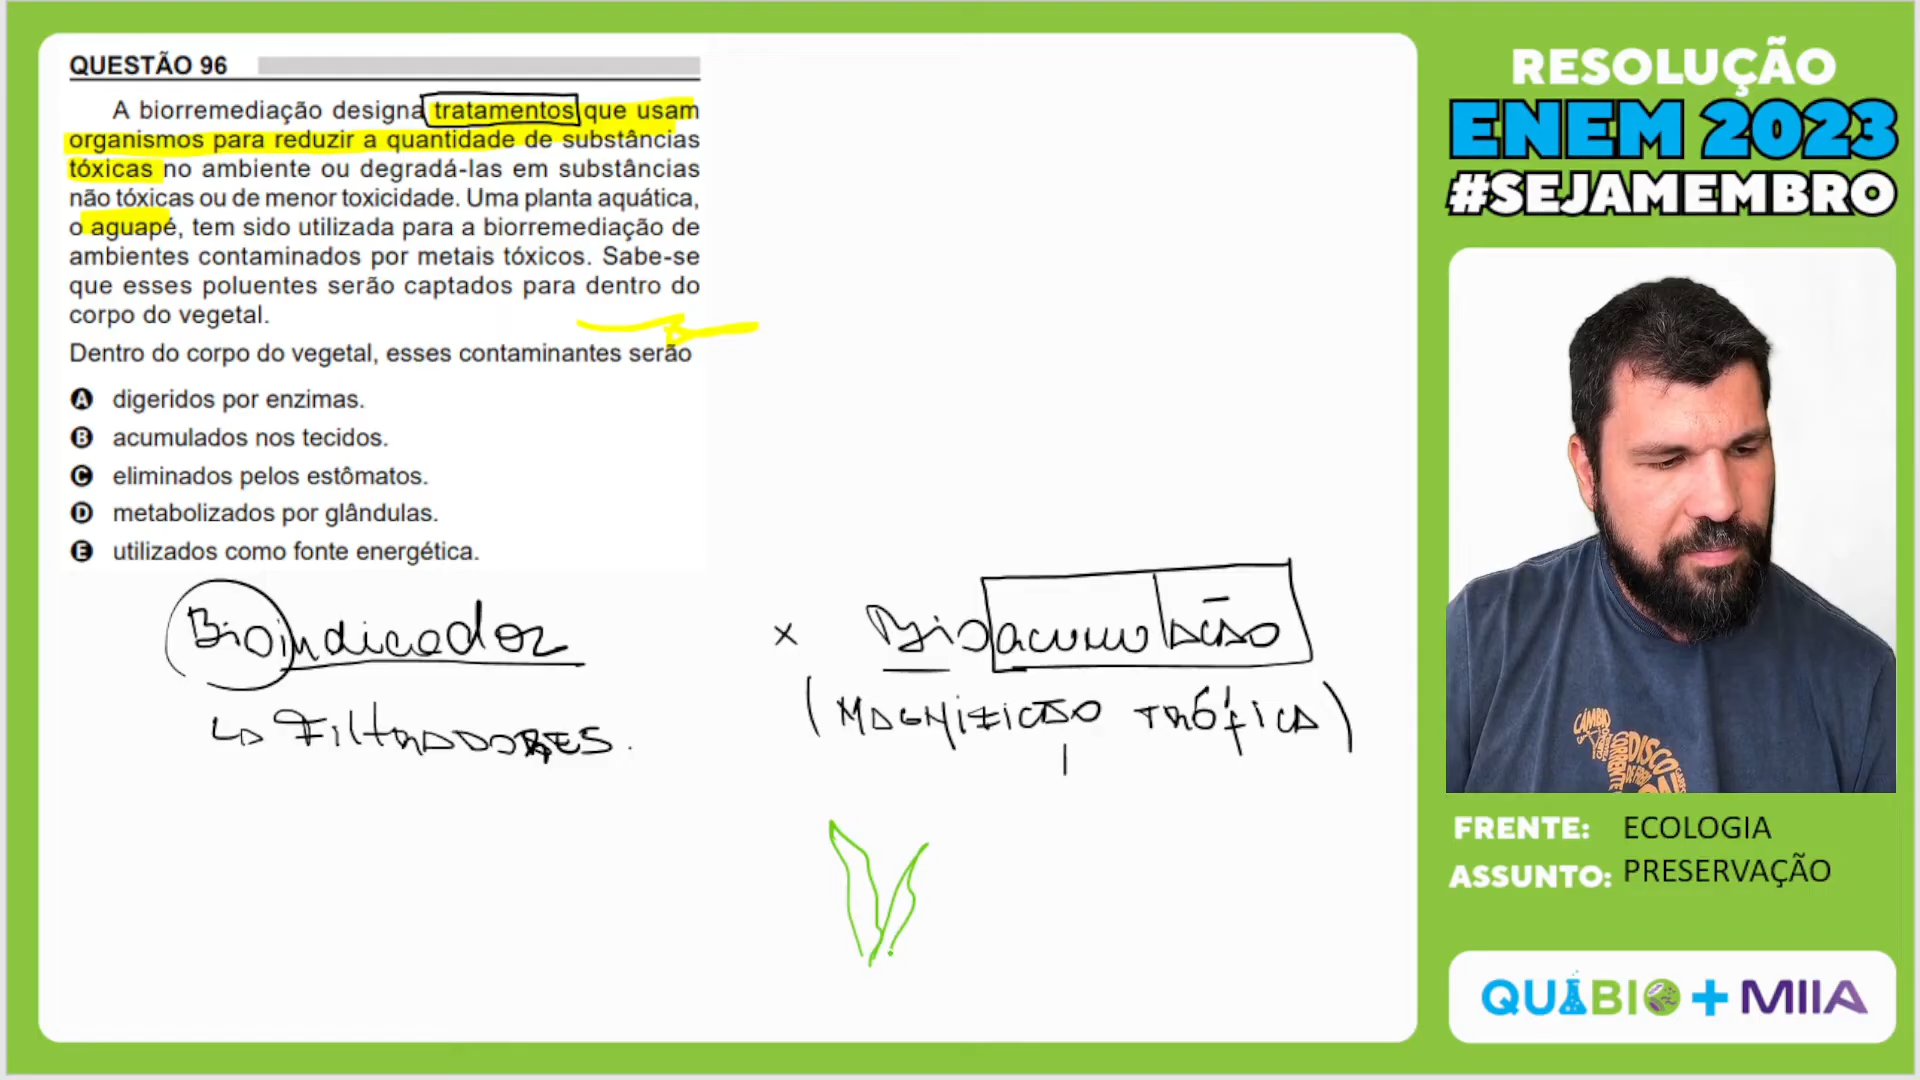 QUESTÃO 96
A biorremediação designa tratamentos que usam
organismos para reduzir a quantidade de substâncias
tóxicas no ambiente ou degradá-las em substâncias
não tóxicas ou de menor toxicidade. Uma planta aquática,
o aguapé, tem sido utilizada para a biorremediação de
ambientes contaminados por metais tóxicos. Sabe-se
que esses poluentes serão captados para dentro do
corpo do vegetal.
Dentro do corpo do vegetal, esses contaminantes serão
A digeridos por enzimas.
B acumulados nos tecidos.
C eliminados pelos estômatos.
D metabolizados por glândulas.
E utilizados como fonte energética.
Bioindicador x Bioacumulação
↳ FiltRADORES. (MAGNIFICAÇÃO TRÓFICA)
RESOLUÇÃO
ENEM 2023
#SEJAMEMBRO
CÁMBIO
DISCO
CORRENTE
FRENTE: ECOLOGIA
ASSUNTO: PRESERVAÇÃO
QUÍBIO + MIIA